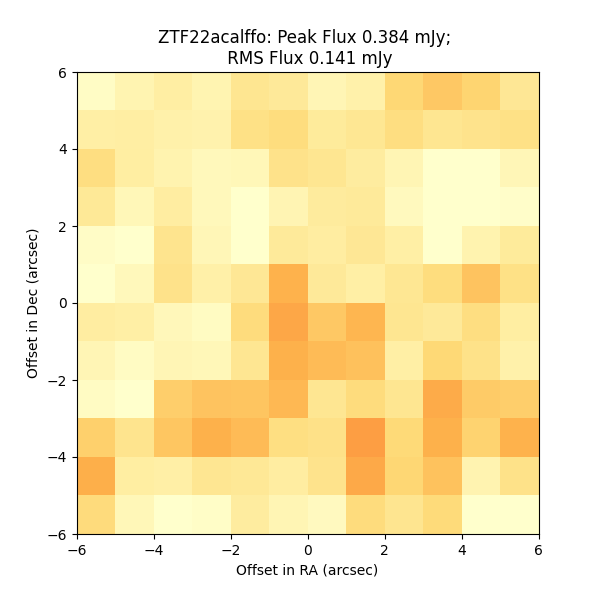 ZTF22acalffo: Peak Flux 0.384 mJy;
RMS Flux 0.141 mJy
6
4
2
0
−2
−4
−6
Offset in Dec (arcsec)
−6 −4 −2 0 2 4 6
Offset in RA (arcsec)